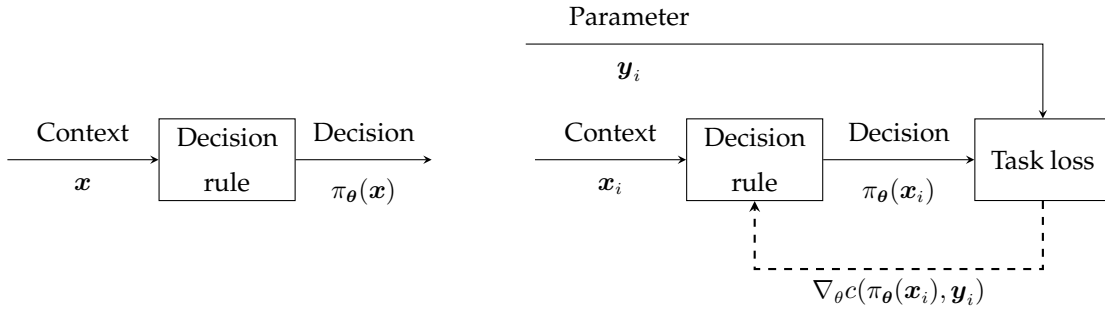 Context
x
Decision
rule
Decision
π_θ(x)
Parameter
y_i
Context
x_i
Decision
rule
Decision
π_θ(x_i)
Task loss
∇_θ c(π_θ(x_i), y_i)